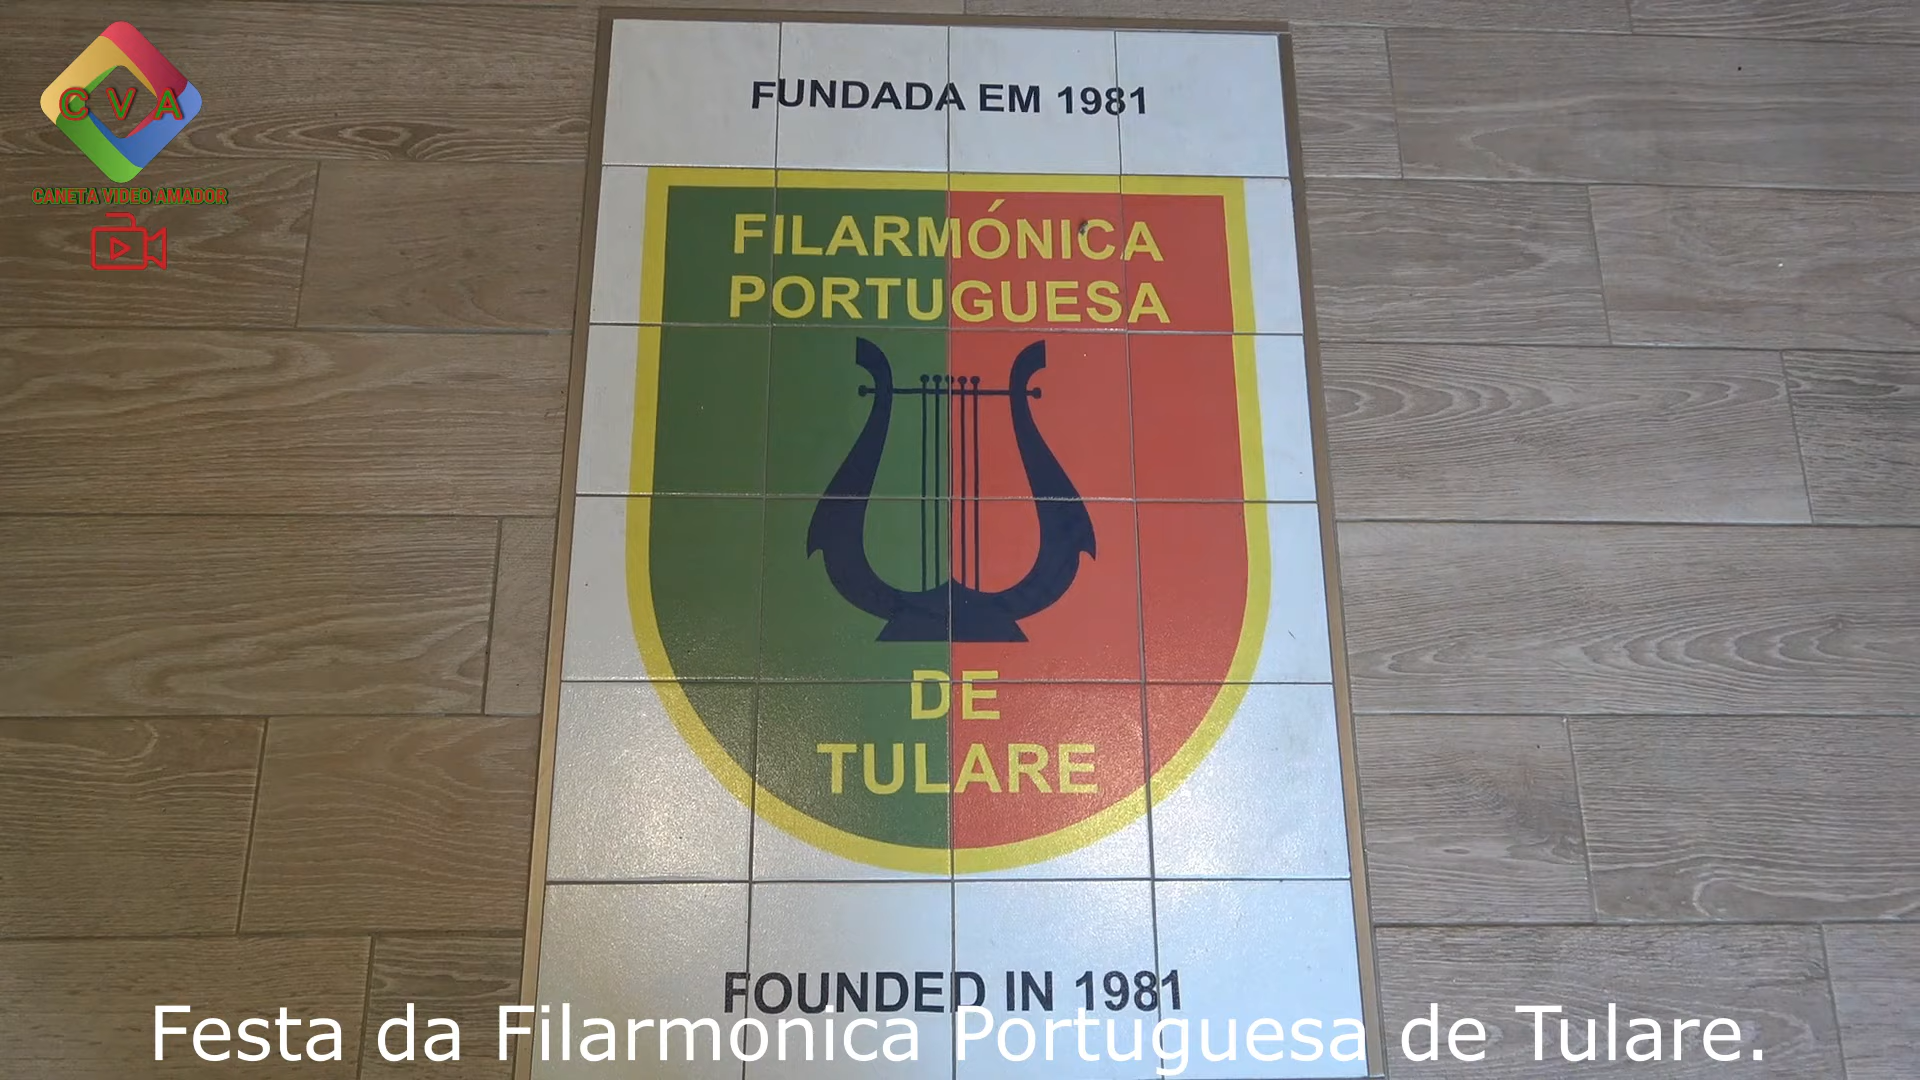 C V A
CANETA VIDEO AMADOR
FUNDADA EM 1981
FILARMÓNICA
PORTUGUESA
DE
TULARE
FOUNDED IN 1981
Festa da Filarmonica Portuguesa de Tulare.